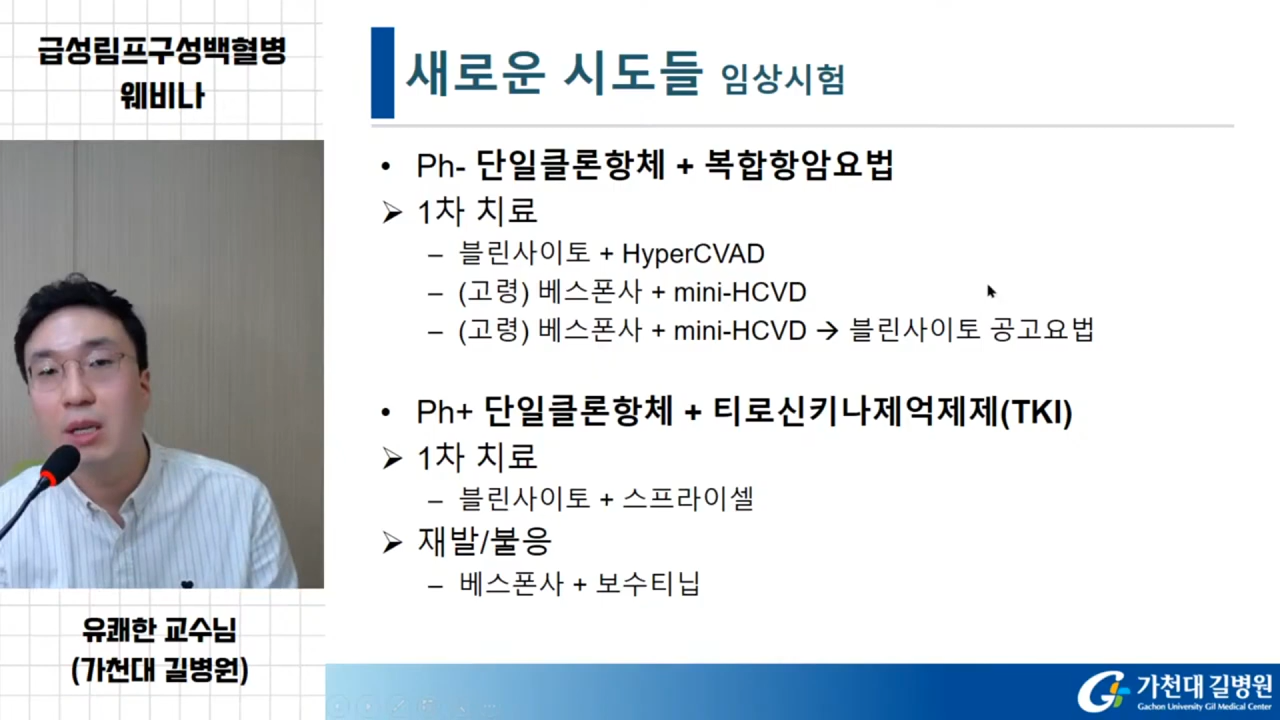 급성림프구성백혈병
웨비나
새로운 시도들 임상시험
• Ph- 단일클론항체 + 복합항암요법
➢ 1차 치료
– 블린사이토 + HyperCVAD
– (고령) 베스폰사 + mini-HCVD
– (고령) 베스폰사 + mini-HCVD → 블린사이토 공고요법
• Ph+ 단일클론항체 + 티로신키나제억제제(TKI)
➢ 1차 치료
– 블린사이토 + 스프라이셀
➢ 재발/불응
– 베스폰사 + 보수티닙
유쾌한 교수님
(가천대 길병원)
가천대 길병원
Gachon University Gil Medical Center